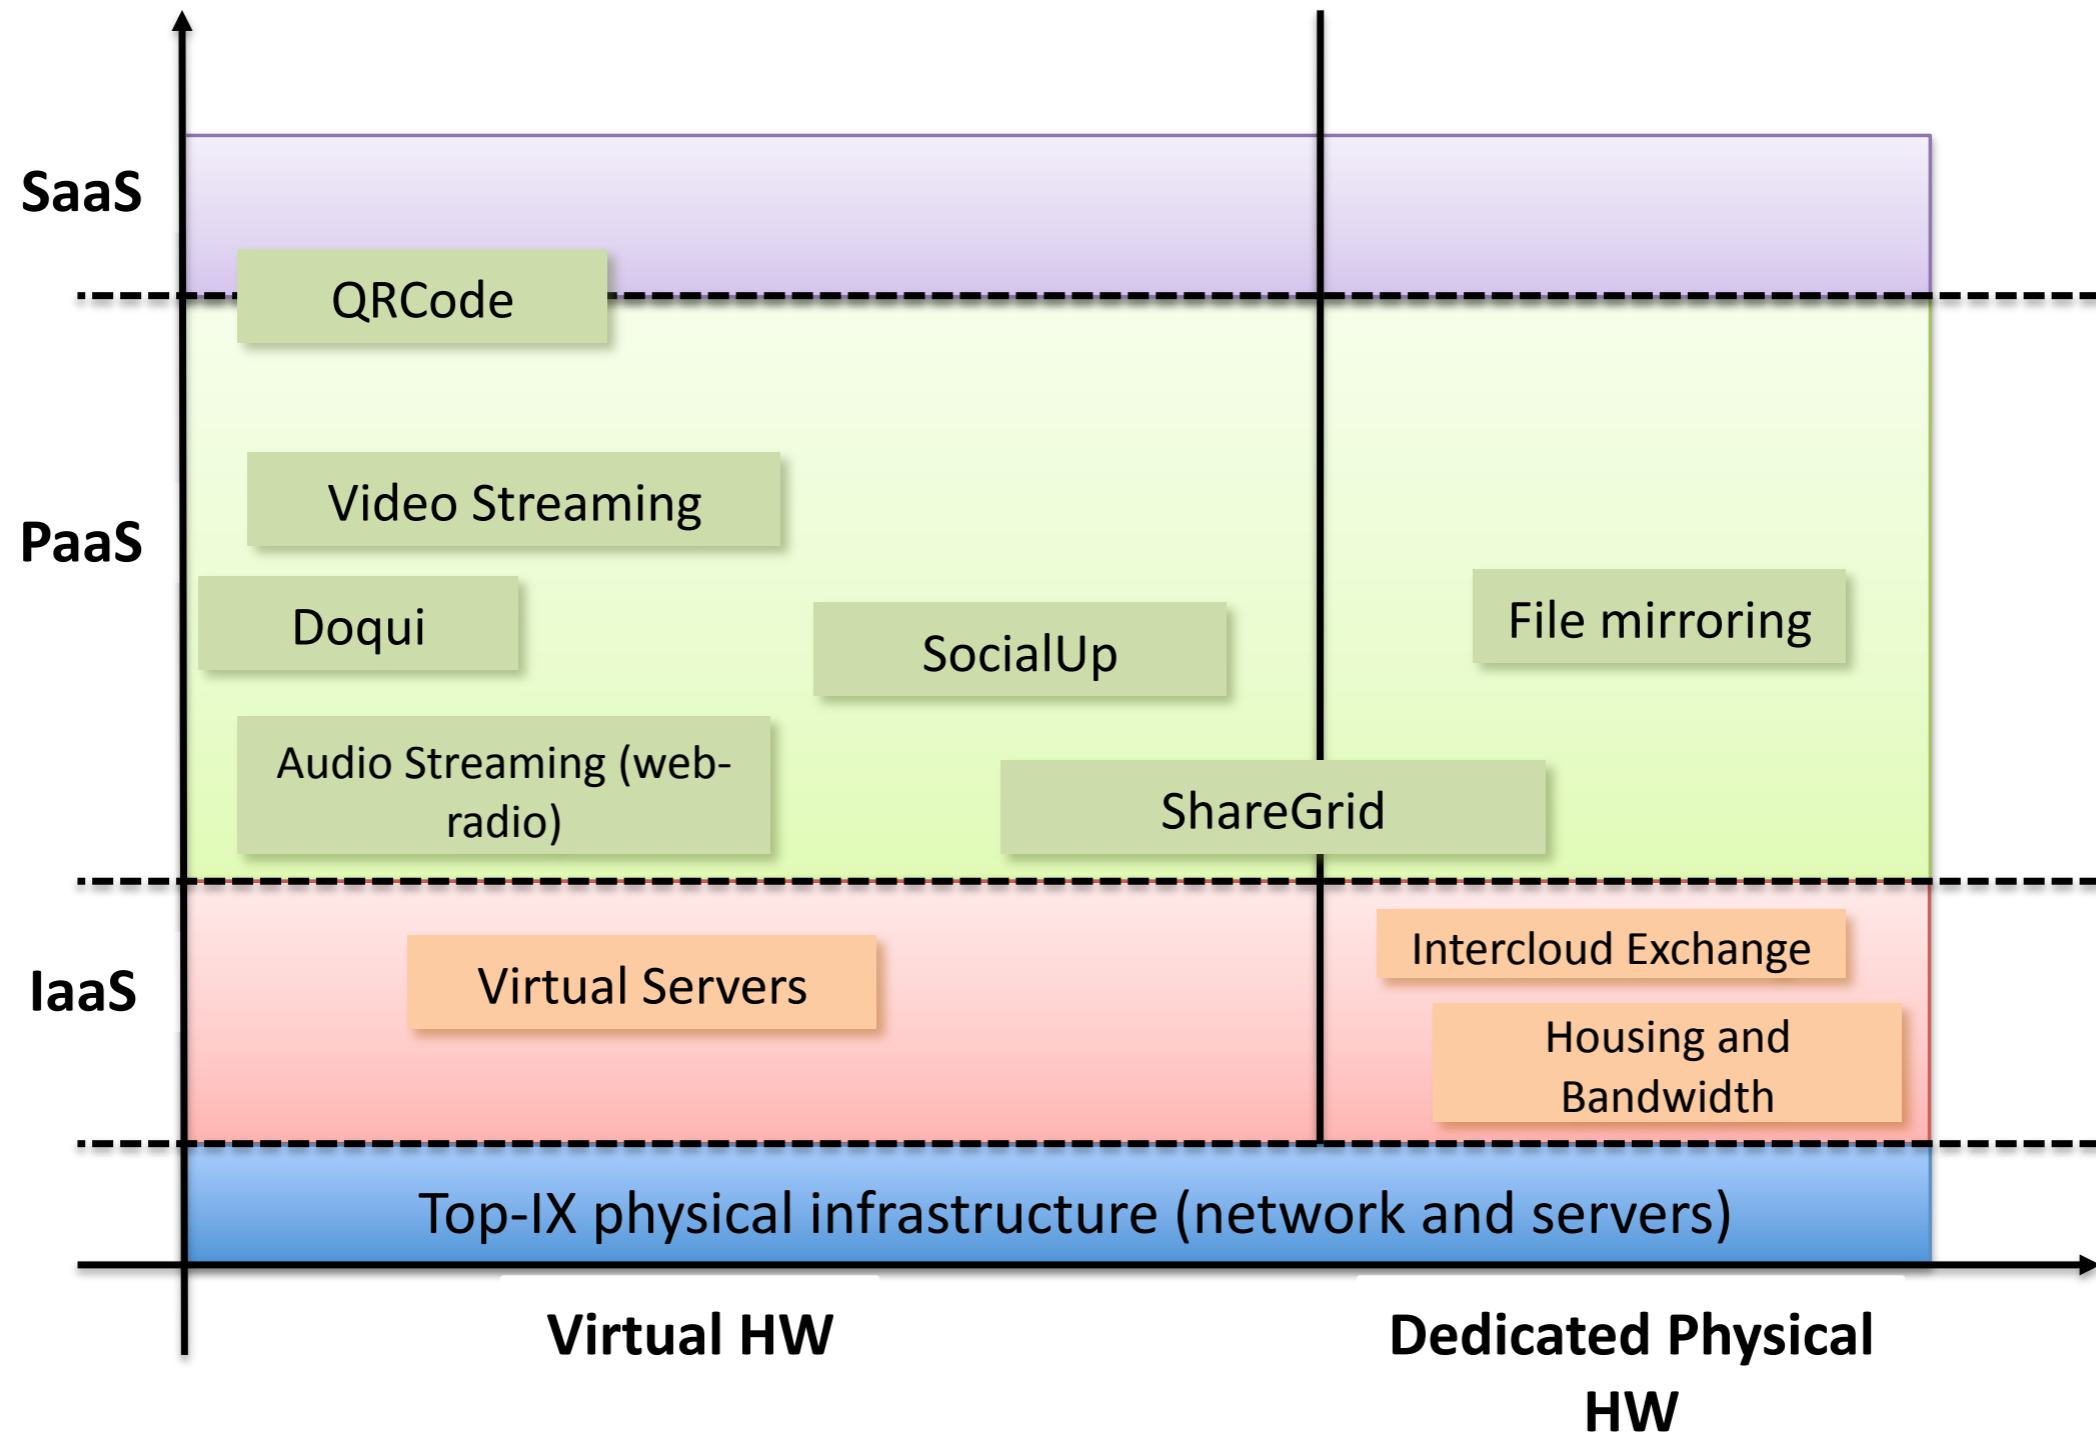 SaaS
QRCode
Video Streaming
PaaS
Doqui
File mirroring
SocialUp
Audio Streaming (web-
radio)
ShareGrid
Intercloud Exchange
Virtual Servers
IaaS
Housing and
Bandwidth
Top-IX physical infrastructure (network and servers)
Virtual HW
Dedicated Physical
HW